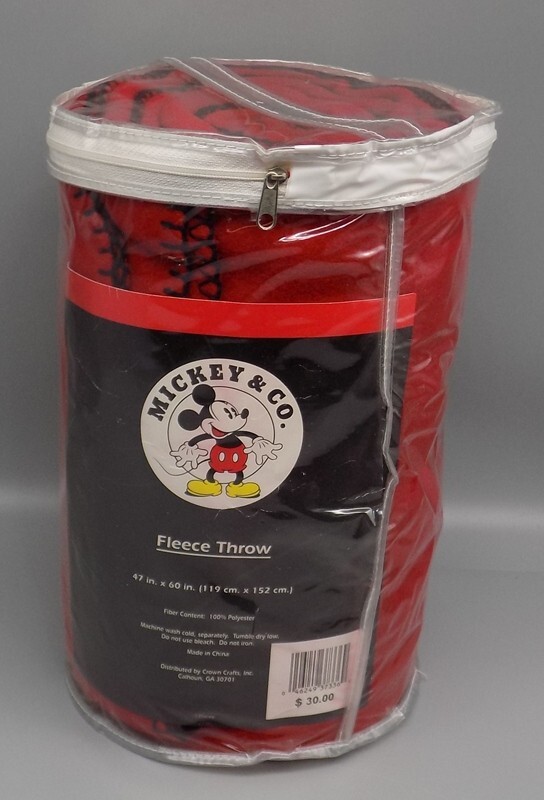 MICKEY & CO.
Fleece Throw
47 in. x 60 in. (119 cm. x 152 cm.)
Fiber Content: 100% Polyester
Machine wash cold, separately. Tumble dry low.
Do not use bleach. Do not iron.
Made in China
Distributed by Crown Crafts, Inc.
Calhoun, GA 30701
$ 30.00